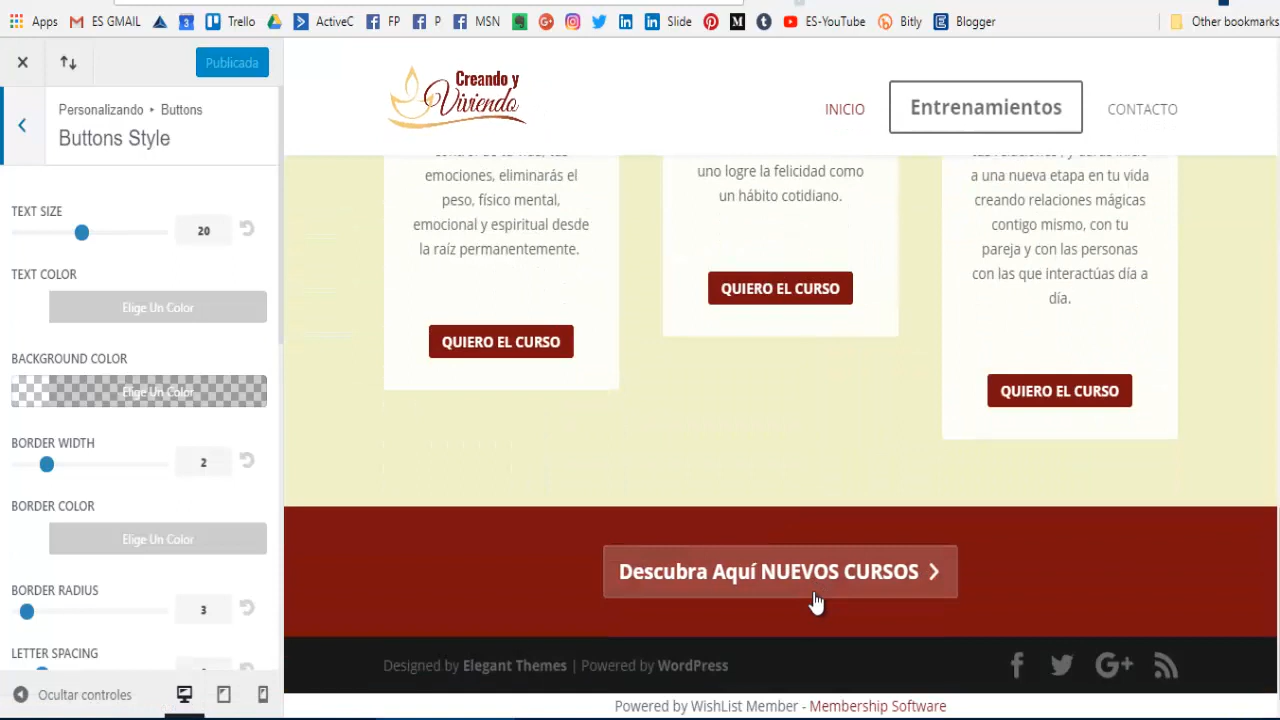 Apps ES GMAIL Trello ActiveC FP P MSN Slide ES-YouTube Bitly Blogger Other bookmarks
Publicada
Personalizando ▸ Buttons
Buttons Style
TEXT SIZE
20
TEXT COLOR
Elige Un Color
BACKGROUND COLOR
Elige Un Color
BORDER WIDTH
2
BORDER COLOR
Elige Un Color
BORDER RADIUS
3
LETTER SPACING
Ocultar controles
Creando y
Viviendo
INICIO
Entrenamientos
CONTACTO
emociones, eliminarás el
peso, físico mental,
emocional y espiritual desde
la raíz permanentemente.
QUIERO EL CURSO
uno logre la felicidad como
un hábito cotidiano.
QUIERO EL CURSO
a una nueva etapa en tu vida
creando relaciones mágicas
contigo mismo, con tu
pareja y con las personas
con las que interactúas día a
día.
QUIERO EL CURSO
Descubra Aquí NUEVOS CURSOS
Designed by Elegant Themes | Powered by WordPress
Powered by WishList Member - Membership Software